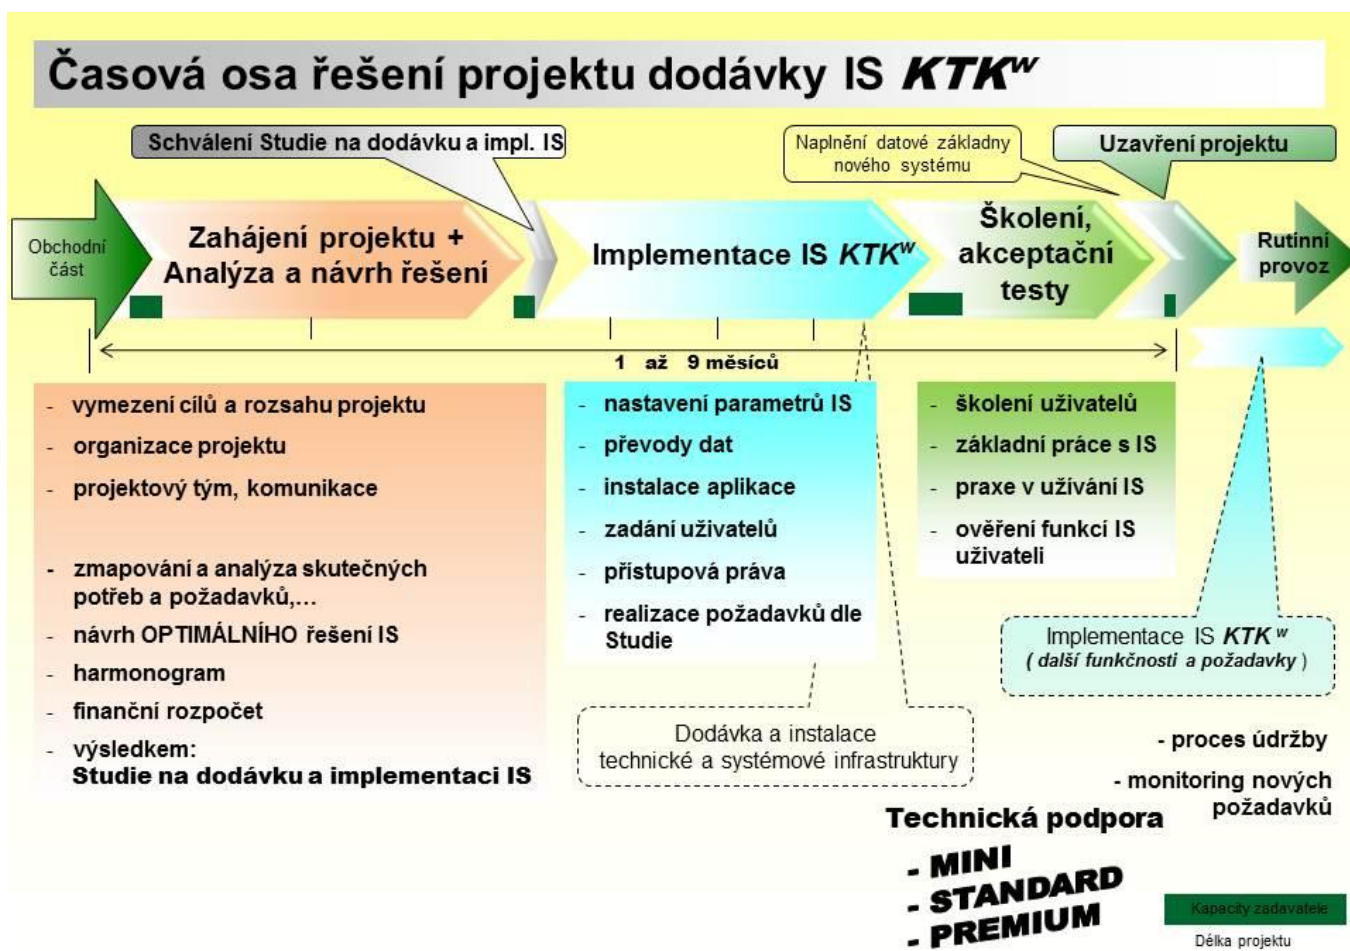 Časová osa řešení projektu dodávky IS KTKʷ
Schválení Studie na dodávku a impl. IS
Naplnění datové základny
nového systému
Uzavření projektu
Obchodní
část
Zahájení projektu +
Analýza a návrh řešení
Implementace IS KTKʷ
Školení,
akceptační
testy
Rutinní
provoz
1 až 9 měsíců
- vymezení cílů a rozsahu projektu
- organizace projektu
- projektový tým, komunikace
- zmapování a analýza skutečných
potřeb a požadavků,...
- návrh OPTIMÁLNÍHO řešení IS
- harmonogram
- finanční rozpočet
- výsledkem:
Studie na dodávku a implementaci IS
- nastavení parametrů IS
- převody dat
- instalace aplikace
- zadání uživatelů
- přístupová práva
- realizace požadavků dle
Studie
- školení uživatelů
- základní práce s IS
- praxe v užívání IS
- ověření funkcí IS
uživateli
Dodávka a instalace
technické a systémové infrastruktury
Implementace IS KTK ʷ
( další funkčnosti a požadavky )
- proces údržby
- monitoring nových
požadavků
Technická podpora
- MINI
- STANDARD
- PREMIUM
Kapacity zadavatele
Délka projektu